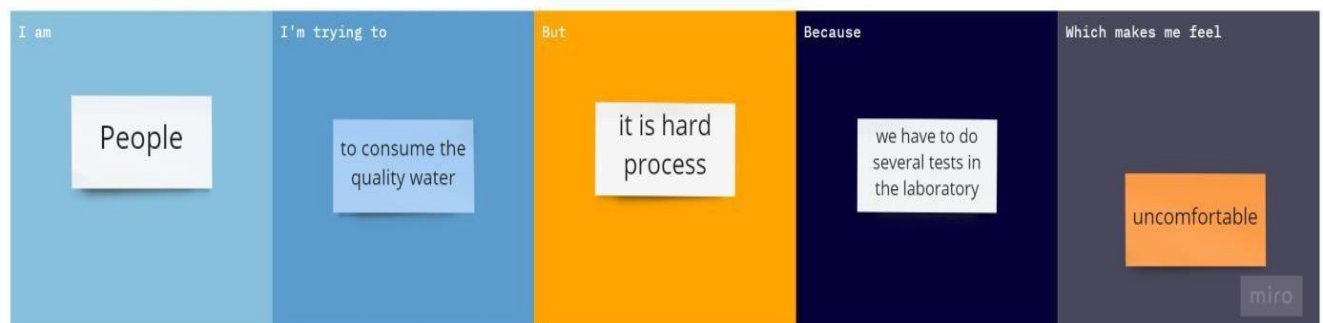 I am
People
I'm trying to
to consume the
quality water
But
it is hard
process
Because
we have to do
several tests in
the laboratory
Which makes me feel
uncomfortable
miro